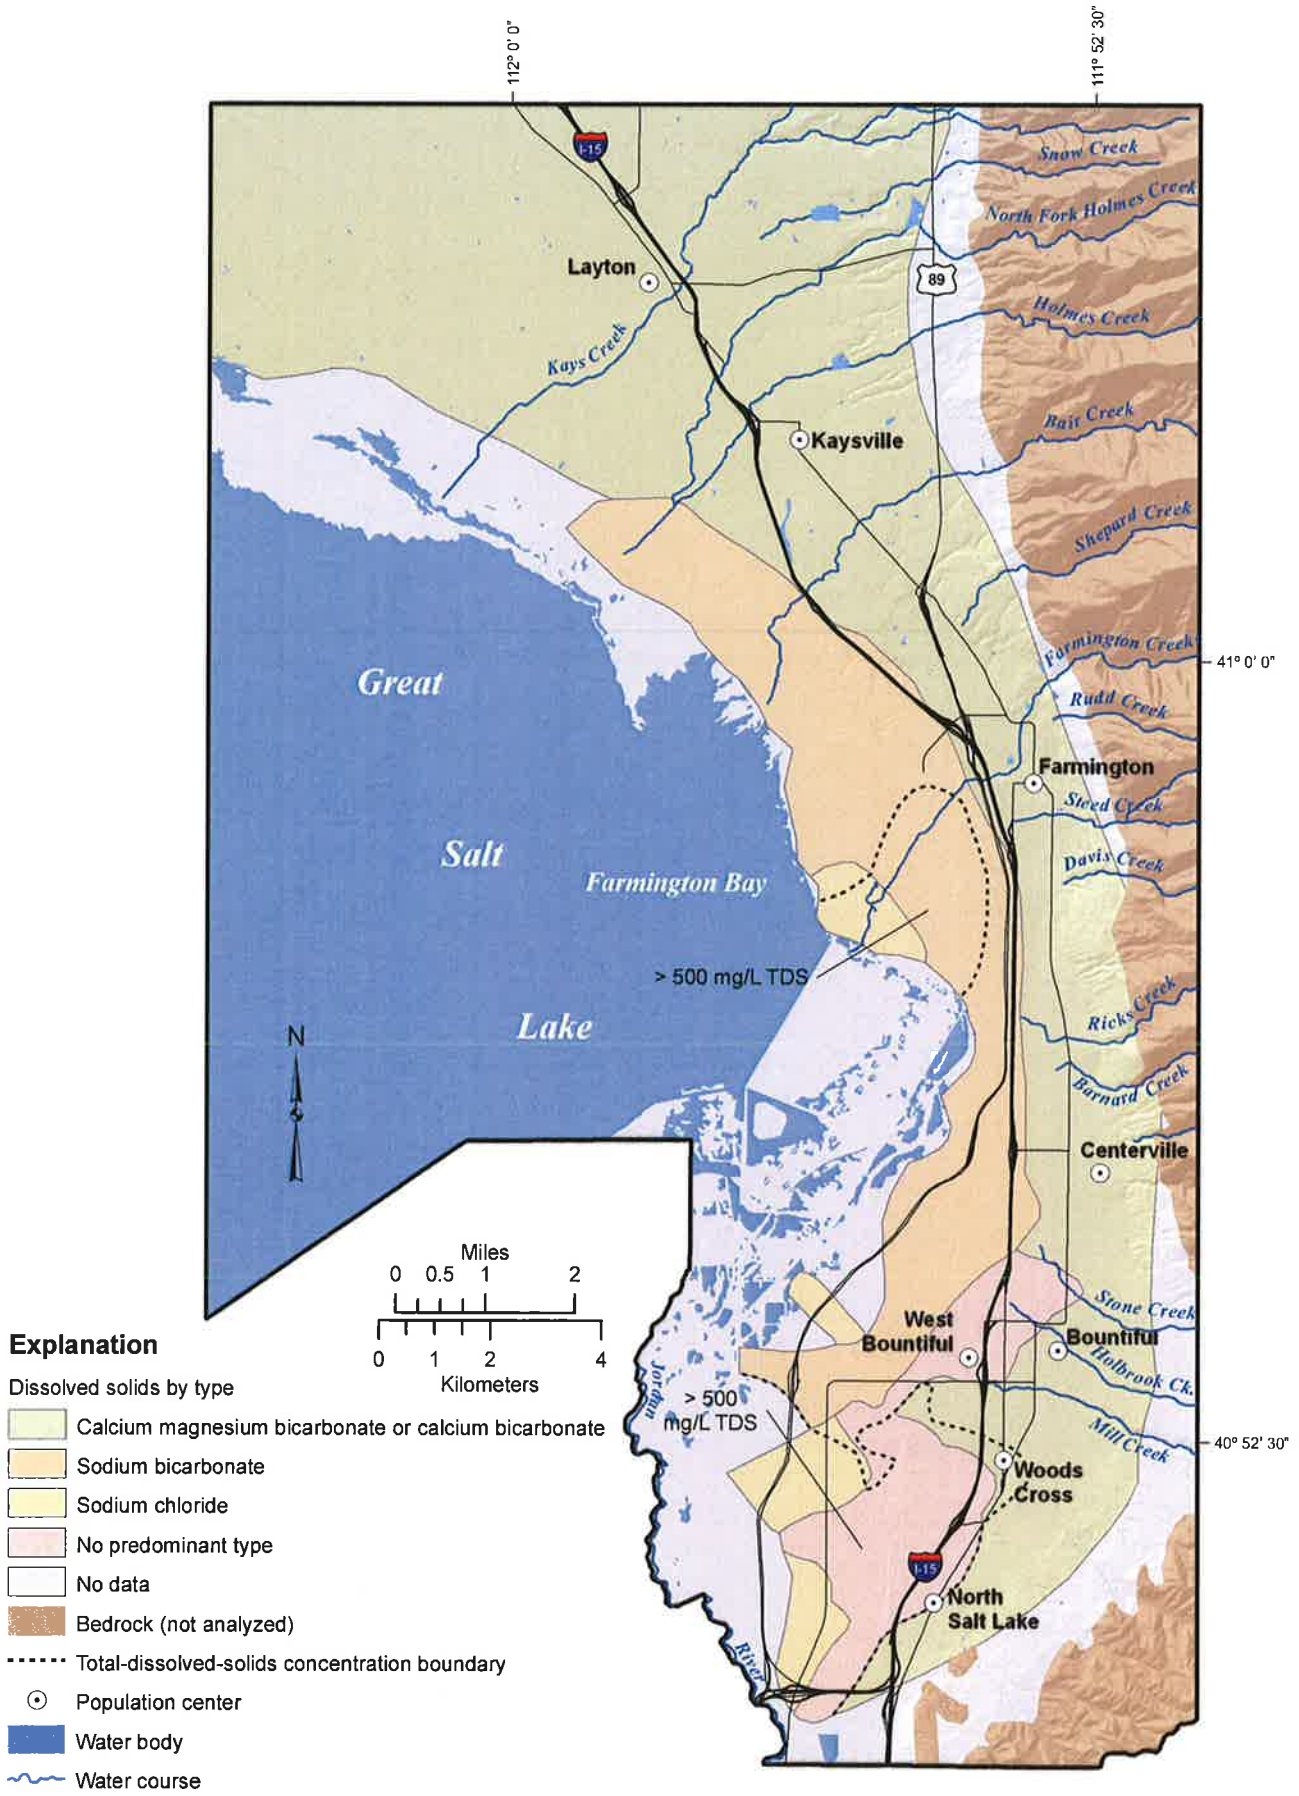 112° 0' 0"
111° 52' 30"
I-15
Snow Creek
North Fork Holmes Creek
Layton
89
Holmes Creek
Kays Creek
Bair Creek
Kaysville
Shepard Creek
Farmington Creek
41° 0' 0"
Great
Rudd Creek
Farmington
Steed Creek
Salt
Davis Creek
Farmington Bay
> 500 mg/L TDS
Ricks Creek
Lake
N
Barnard Creek
Centerville
Miles
0 0.5 1 2
Stone Creek
West
Bountiful
Bountiful
0 1 2 4
Kilometers
Holbrook Ck.
Jordan
> 500
mg/L TDS
Mill Creek
40° 52' 30"
Woods
Cross
I-15
North
Salt Lake
River
Explanation
Dissolved solids by type
Calcium magnesium bicarbonate or calcium bicarbonate
Sodium bicarbonate
Sodium chloride
No predominant type
No data
Bedrock (not analyzed)
Total-dissolved-solids concentration boundary
Population center
Water body
Water course